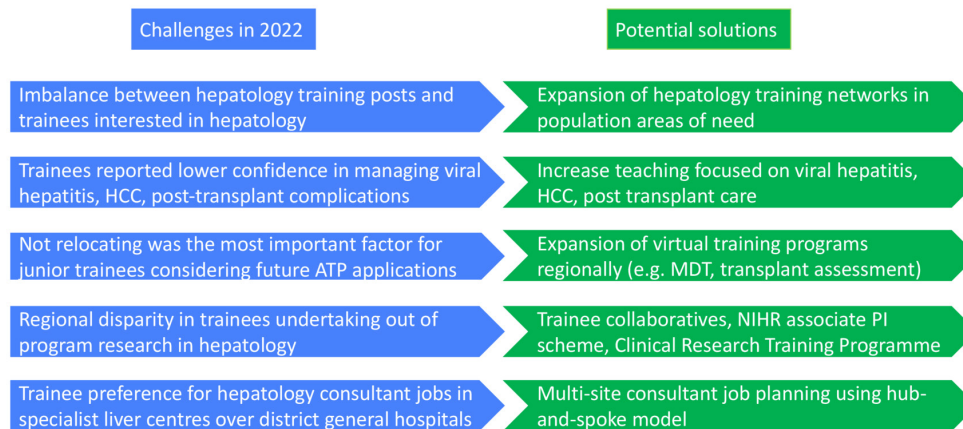 Challenges in 2022
Potential solutions
Imbalance between hepatology training posts and
trainees interested in hepatology
Expansion of hepatology training networks in
population areas of need
Trainees reported lower confidence in managing viral
hepatitis, HCC, post-transplant complications
Increase teaching focused on viral hepatitis,
HCC, post transplant care
Not relocating was the most important factor for
junior trainees considering future ATP applications
Expansion of virtual training programs
regionally (e.g. MDT, transplant assessment)
Regional disparity in trainees undertaking out of
program research in hepatology
Trainee collaboratives, NIHR associate PI
scheme, Clinical Research Training Programme
Trainee preference for hepatology consultant jobs in
specialist liver centres over district general hospitals
Multi-site consultant job planning using hub-
and-spoke model